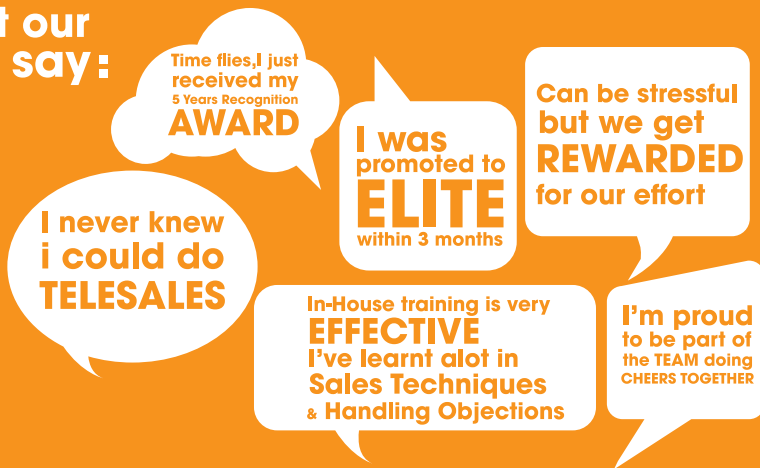 t our
say:
Time flies,I just
received my
5 Years Recognition
AWARD
I was
promoted to
ELITE
within 3 months
Can be stressful
but we get
REWARDED
for our effort
I never knew
i could do
TELESALES
In-House training is very
EFFECTIVE
I've learnt alot in
Sales Techniques
& Handling Objections
I'm proud
to be part of
the TEAM doing
CHEERS TOGETHER